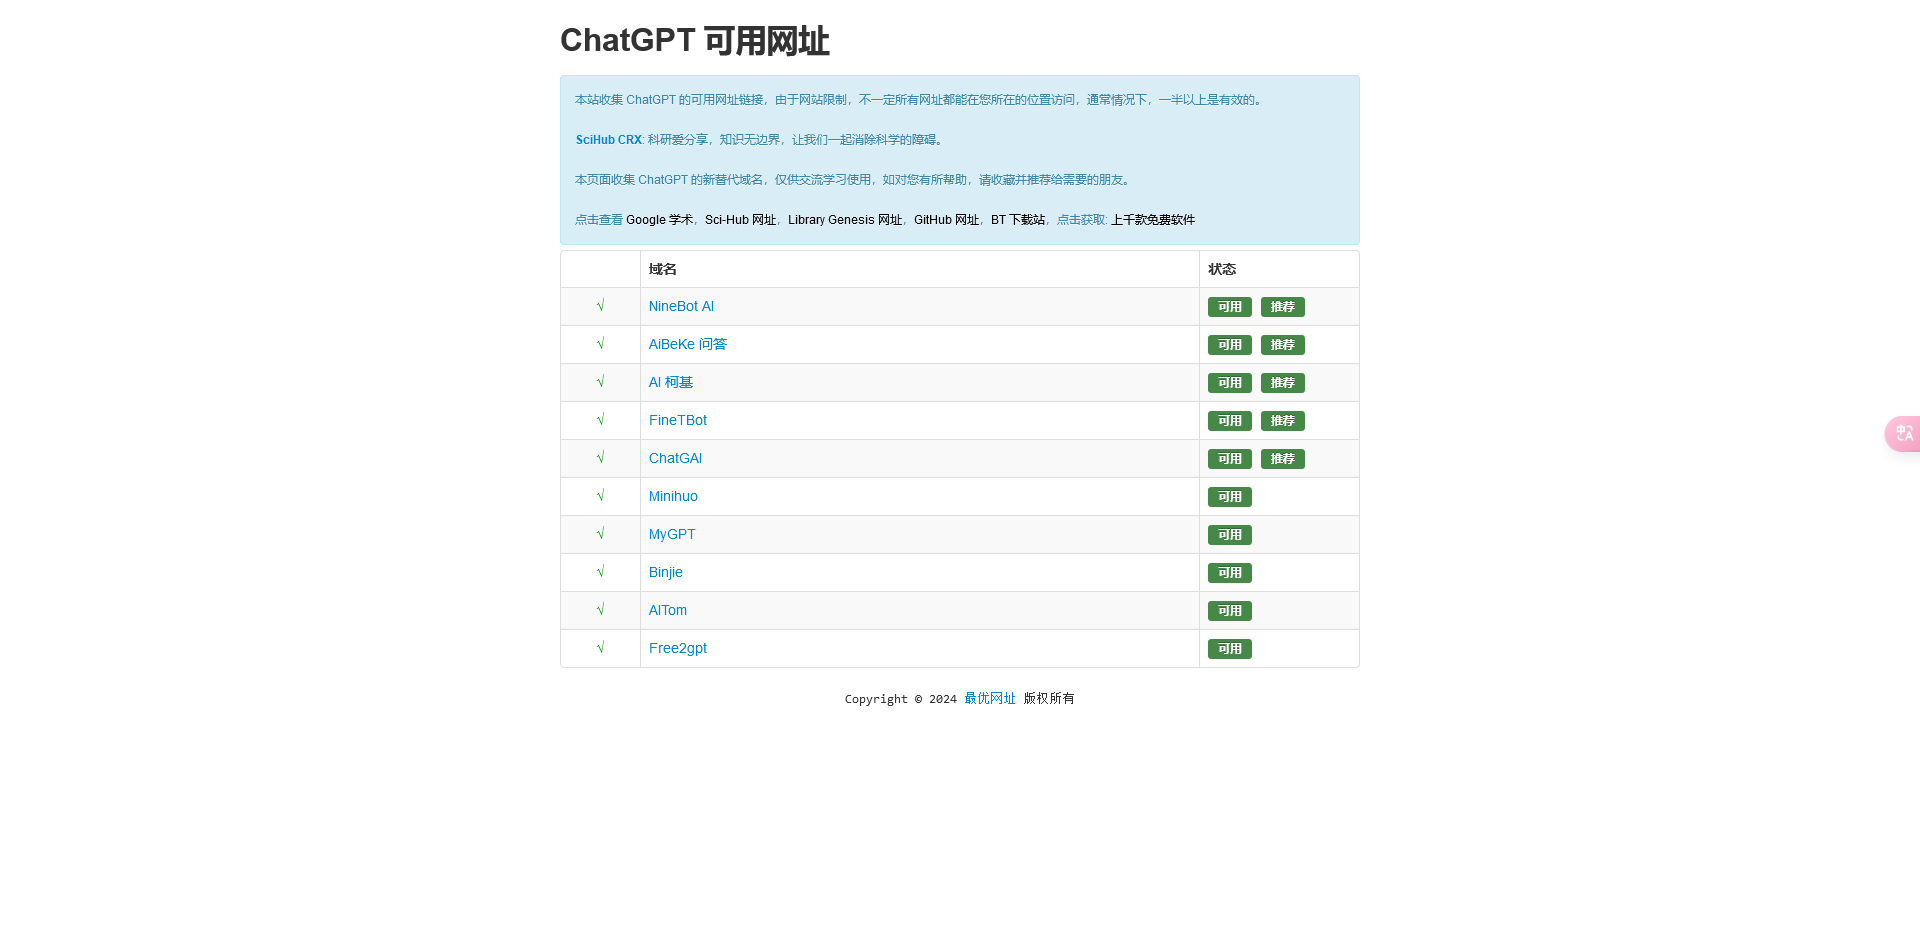 ChatGPT 可用网址
本站收集 ChatGPT 的可用网址链接，由于网站限制，不一定所有网址都能在您所在的位置访问，通常情况下，一半以上是有效的。
SciHub CRX: 科研爱分享，知识无边界，让我们一起消除科学的障碍。
本页面收集 ChatGPT 的新替代域名，仅供交流学习使用，如对您有所帮助，请收藏并推荐给需要的朋友。
点击查看 Google 学术，Sci-Hub 网址，Library Genesis 网址，GitHub 网址，BT 下载站，点击获取: 上千款免费软件
域名 状态
√ NineBot AI 可用 推荐
√ AiBeKe 问答 可用 推荐
√ AI 柯基 可用 推荐
√ FineTBot 可用 推荐
√ ChatGAI 可用 推荐
√ Minihuo 可用
√ MyGPT 可用
√ Binjie 可用
√ AITom 可用
√ Free2gpt 可用
Copyright © 2024 最优网址 版权所有